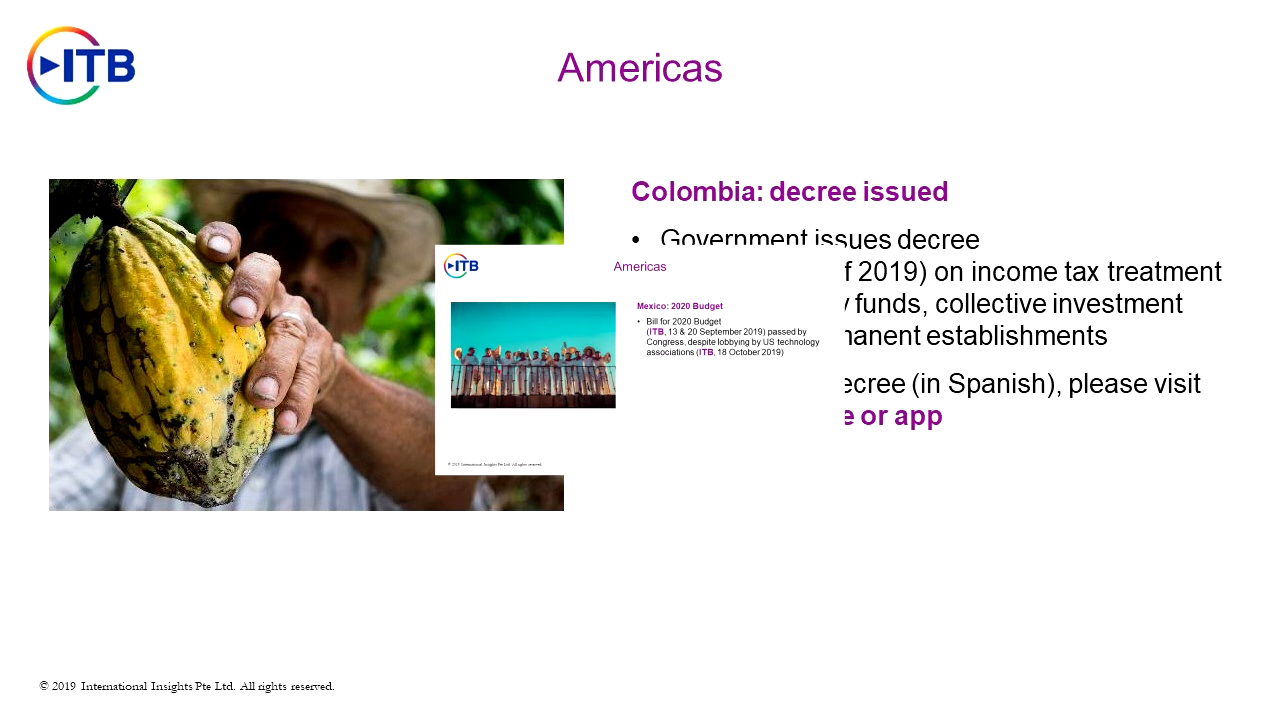 ITB
Americas
Colombia: decree issued
• Government issues decree
of 2019) on income tax treatment
funds, collective investment
establishments
(in Spanish), please visit
or app
ITB
Americas
Mexico: 2020 Budget
• Bill for 2020 Budget
(ITB, 13 & 20 September 2019) passed by
Congress, despite lobbying by US technology
associations (ITB, 18 October 2019)
© 2019 International Insights Pte Ltd. All rights reserved.
© 2019 International Insights Pte Ltd. All rights reserved.